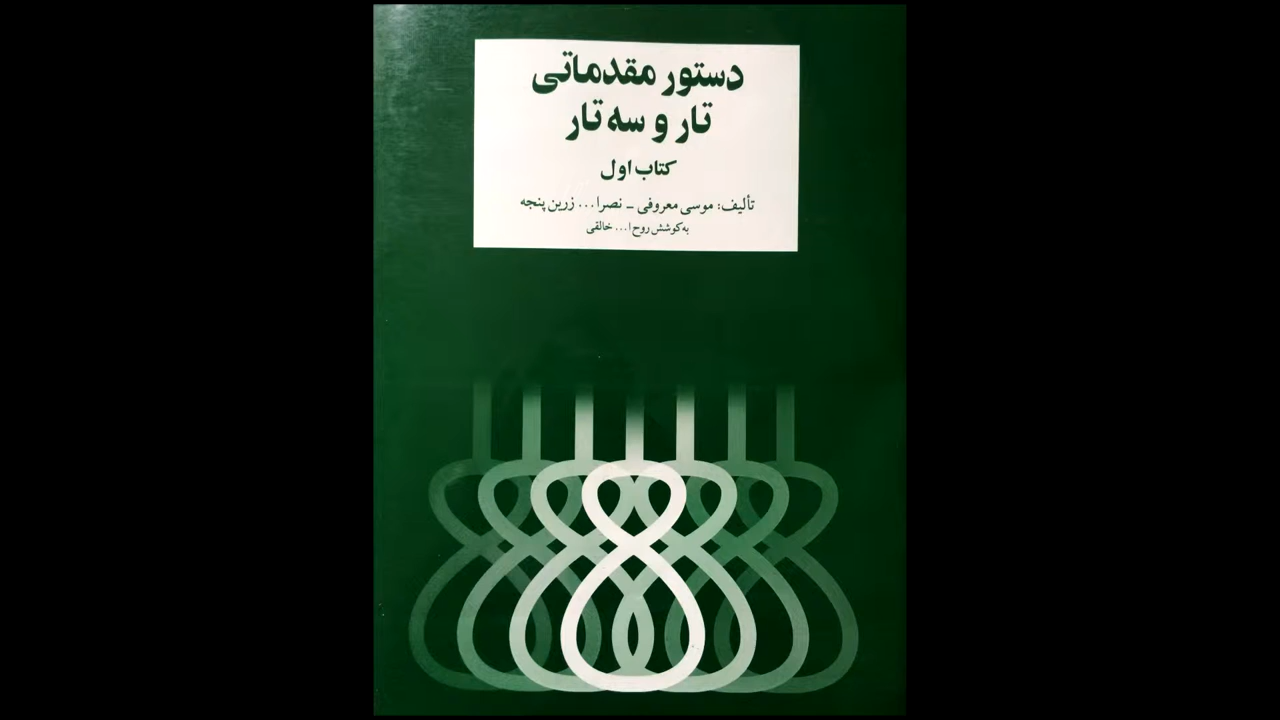 دستور مقدماتی
تار و سه تار
کتاب اول
تألیف: موسی معروفی - نصرا... زرین پنجه
به کوشش روح ا... خالقی